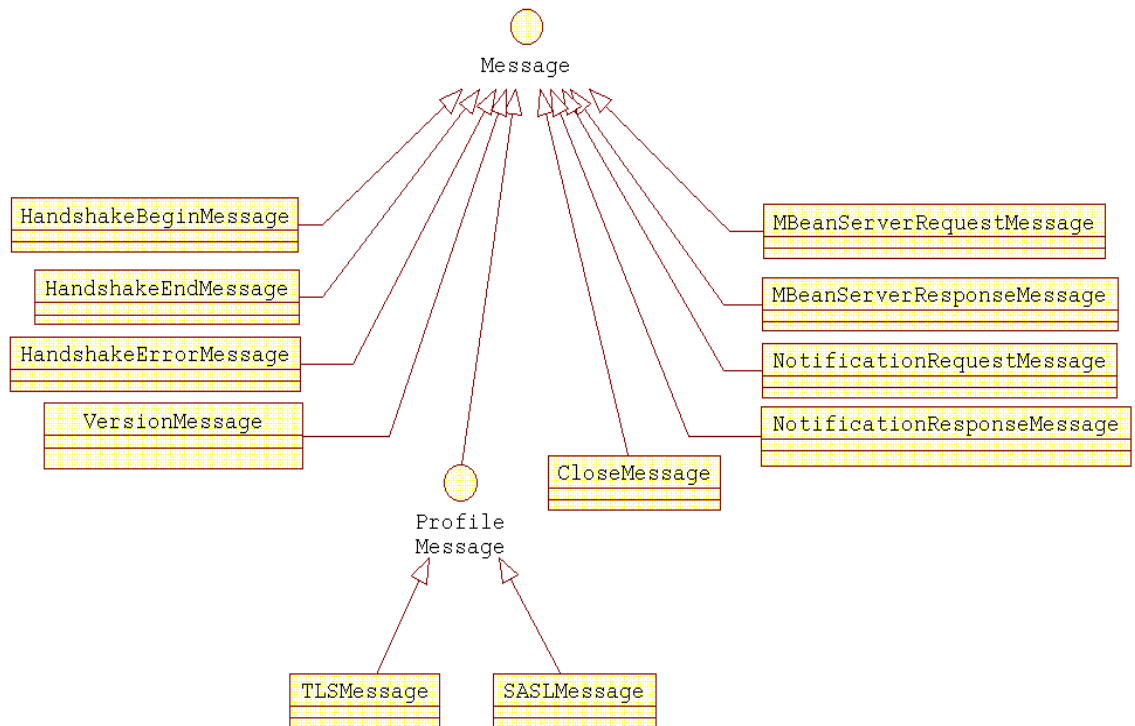 Message
HandshakeBeginMessage
MBeanServerRequestMessage
HandshakeEndMessage
MBeanServerResponseMessage
HandshakeErrorMessage
NotificationRequestMessage
VersionMessage
NotificationResponseMessage
CloseMessage
Profile
Message
TLSMessage
SASLMessage